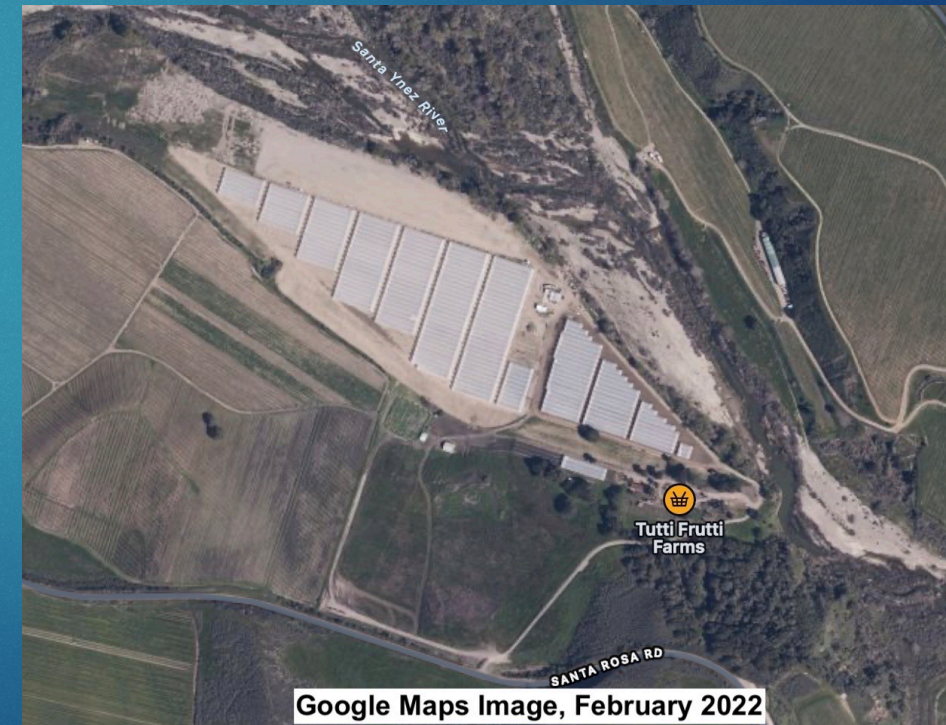 Santa Ynez River
Tutti Frutti
Farms
SANTA ROSA RD
Google Maps Image, February 2022